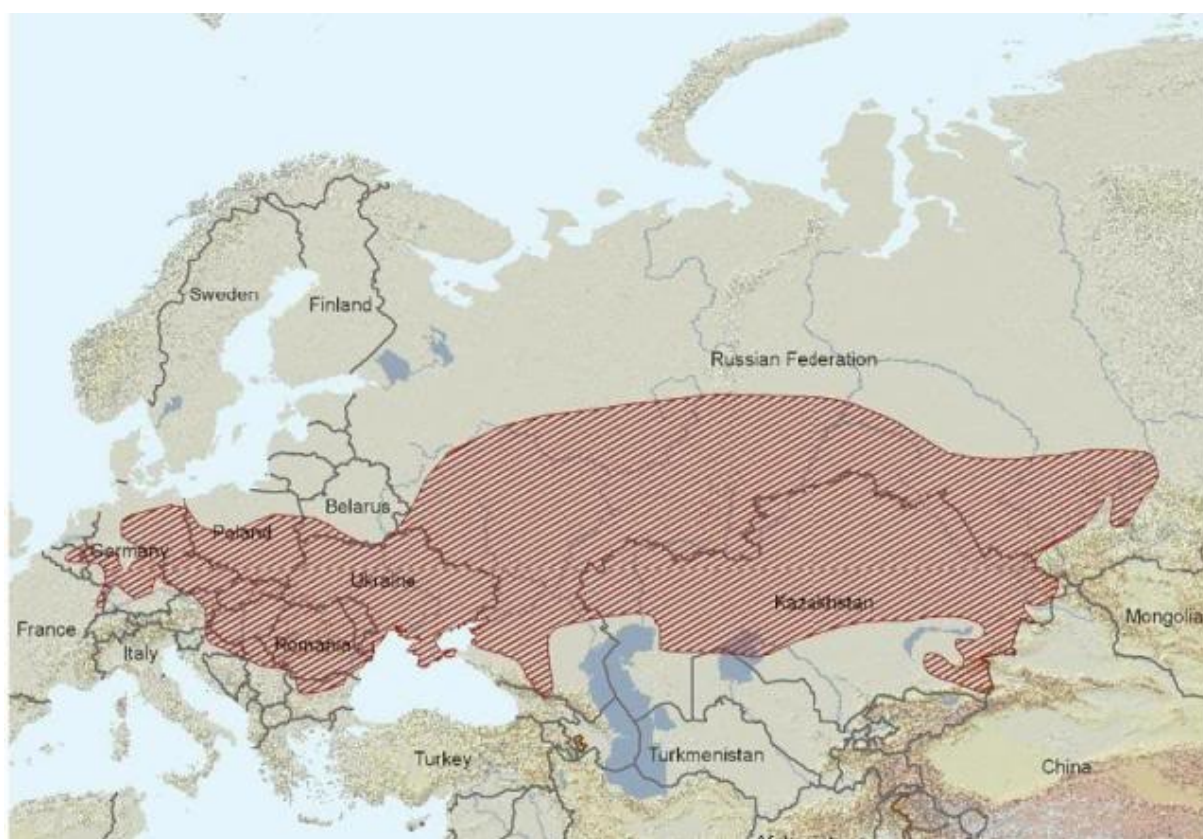 Sweden
Finland
Russian Federation
Belarus
Poland
Germany
Ukraine
Kazakhstan
France
Mongolia
Italy
Romania
Turkey
Turkmenistan
China